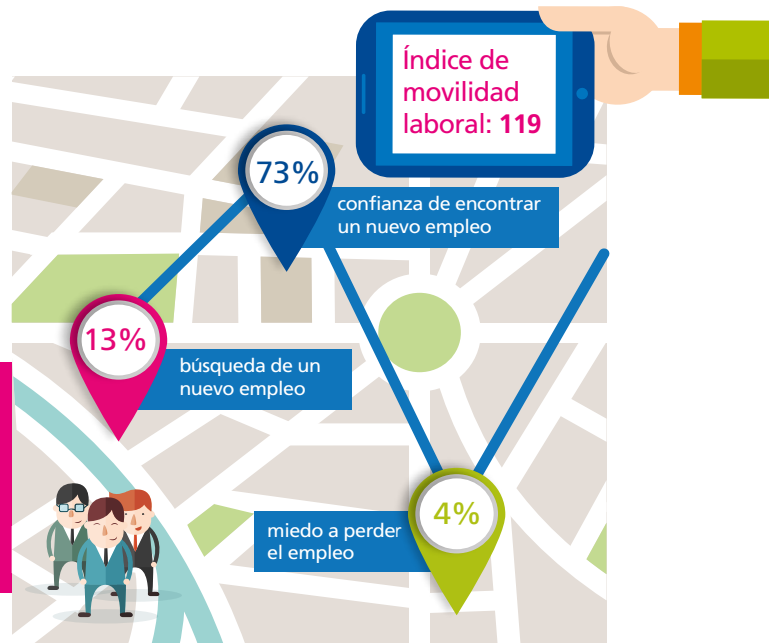 Índice de
movilidad
laboral: 119
73%
confianza de encontrar
un nuevo empleo
13%
búsqueda de un
nuevo empleo
4%
miedo a perder
el empleo